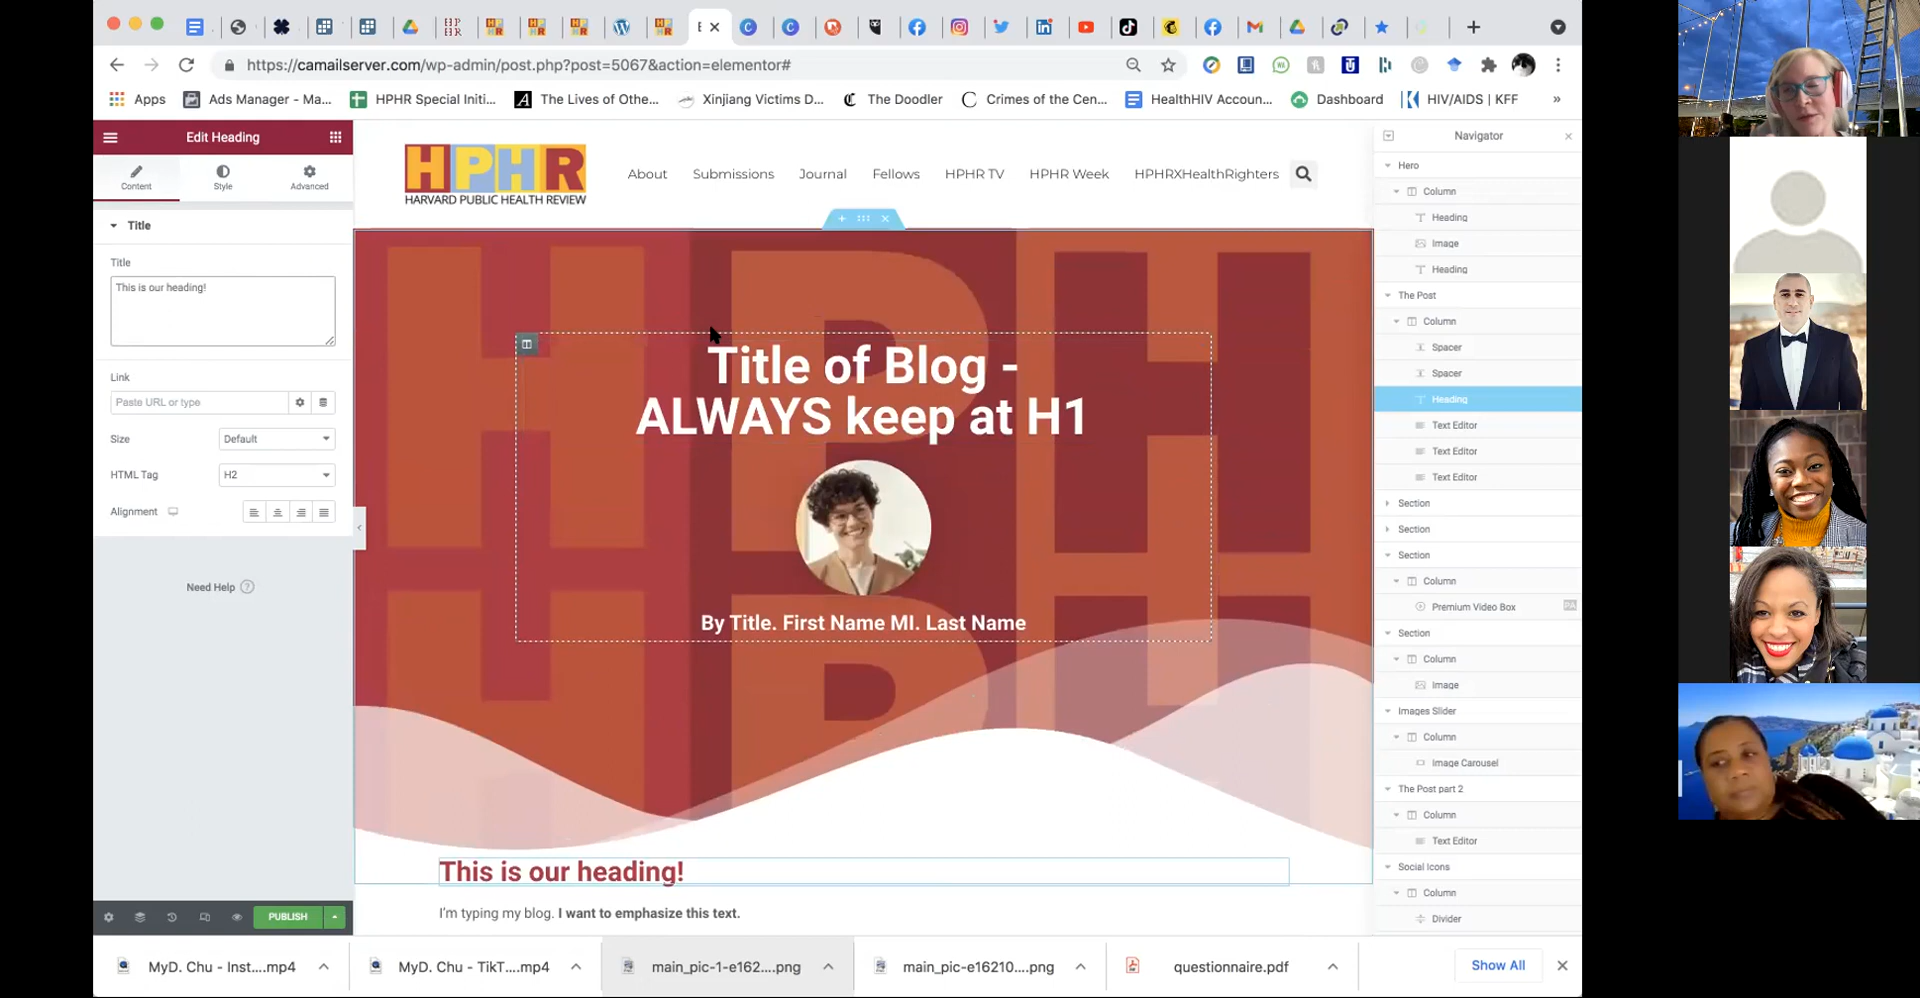 E
https://camailserver.com/wp-admin/post.php?post=5067&action=elementor#
Apps
Ads Manager - Ma...
HPHR Special Initi...
The Lives of Othe...
Xinjiang Victims D...
The Doodler
Crimes of the Cen...
HealthHIV Accoun...
Dashboard
HIV/AIDS | KFF
»
Edit Heading
Content
Style
Advanced
Title
Title
This is our heading!
Link
Paste URL or type
Size
Default
HTML Tag
H2
Alignment
Need Help ?
PUBLISH
HPHR
HARVARD PUBLIC HEALTH REVIEW
About
Submissions
Journal
Fellows
HPHR TV
HPHR Week
HPHRXHealthRighters
Title of Blog -
ALWAYS keep at H1
By Title. First Name MI. Last Name
This is our heading!
I'm typing my blog. I want to emphasize this text.
Navigator
Hero
Column
Heading
Image
Heading
The Post
Column
Spacer
Spacer
Heading
Text Editor
Text Editor
Text Editor
Section
Section
Section
Column
Premium Video Box
PA
Section
Column
Image
Images Slider
Column
Image Carousel
The Post part 2
Column
Text Editor
Social Icons
Column
Divider
MyD. Chu - Inst....mp4
MyD. Chu - TikT....mp4
main_pic-1-e162....png
main_pic-e16210....png
questionnaire.pdf
Show All